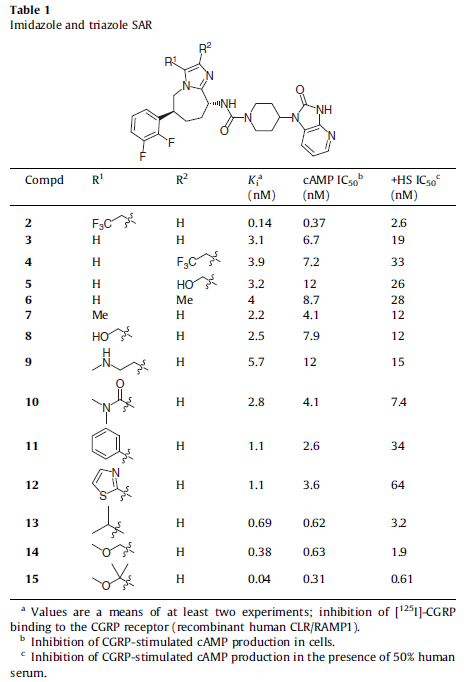 Table 1
Imidazole and triazole SAR
R¹ R²
N N
NH
O N N O NH
N
F
F
Compd R¹ R² Kᵢᵃ (nM) cAMP IC₅₀ᵇ (nM) +HS IC₅₀ᶜ (nM)
2 F₃C H 0.14 0.37 2.6
3 H H 3.1 6.7 19
4 H F₃C 3.9 7.2 33
5 H HO 3.2 12 26
6 H Me 4 8.7 28
7 Me H 2.2 4.1 12
8 HO H 2.5 7.9 12
9 H N H 5.7 12 15
10 O N H 2.8 4.1 7.4
11 H 1.1 2.6 34
12 N S H 1.1 3.6 64
13 H 0.69 0.62 3.2
14 O H 0.38 0.63 1.9
15 O H 0.04 0.31 0.61
ᵃ Values are a means of at least two experiments; inhibition of [¹²⁵I]-CGRP
binding to the CGRP receptor (recombinant human CLR/RAMP1).
ᵇ Inhibition of CGRP-stimulated cAMP production in cells.
ᶜ Inhibition of CGRP-stimulated cAMP production in the presence of 50% human
serum.